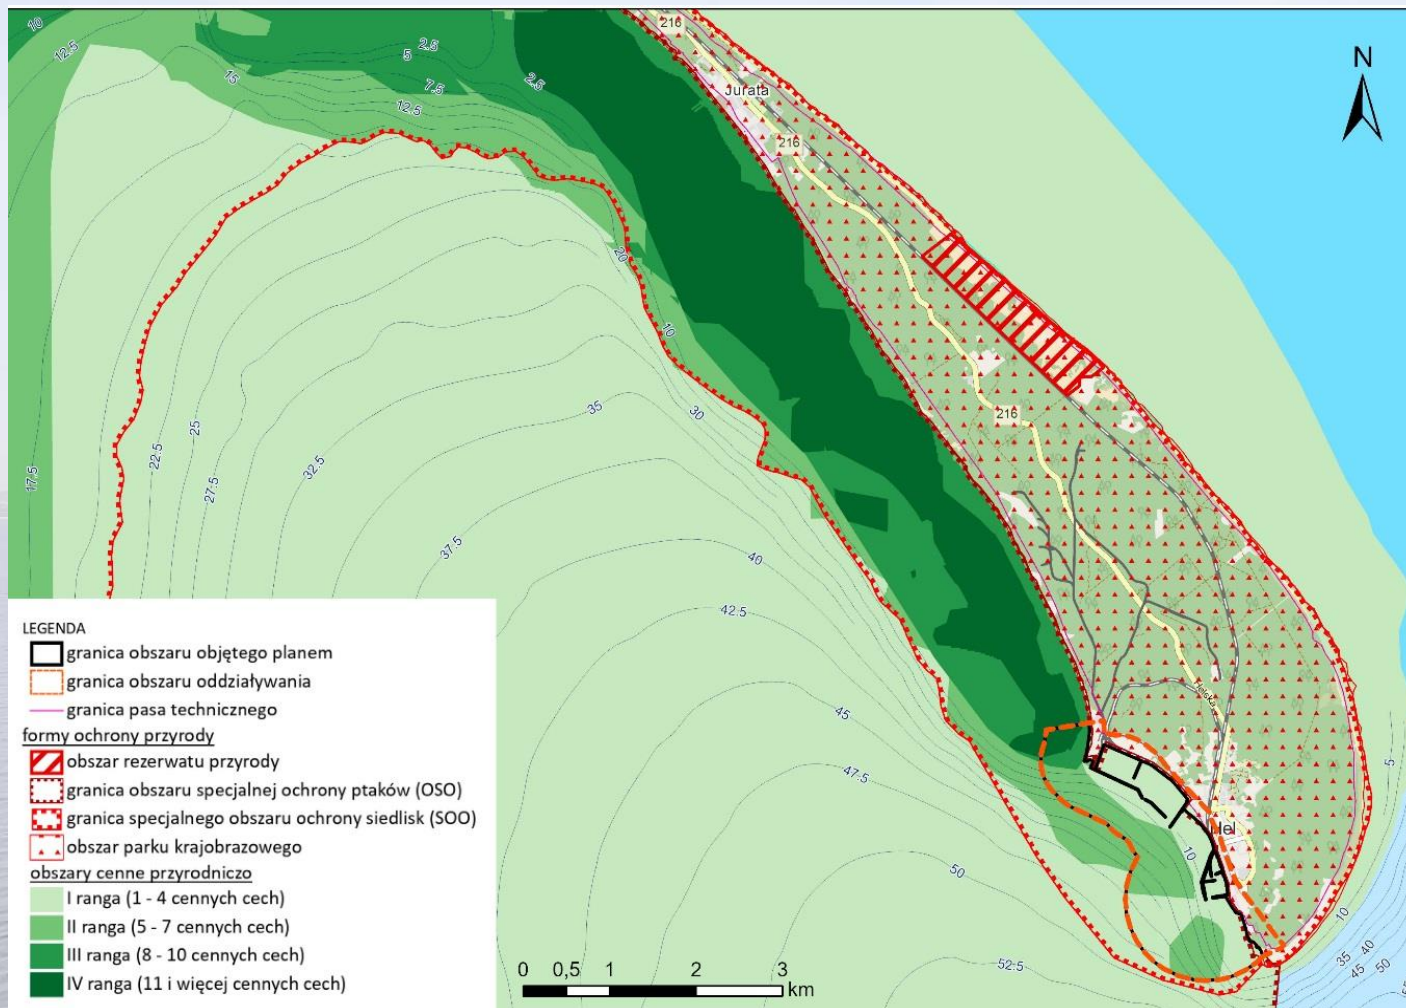 10
12.5
15
5
2.5
7.5
12.5
2.5
216
Jurata
216
N
20
10
30
35
25
22.5
27.5
32.5
17.5
37.5
40
42.5
45
47.5
50
52.5
216
Helska
Hel
10
5
10
35
40
45
50
LEGENDA
granica obszaru objętego planem
granica obszaru oddziaływania
granica pasa technicznego
formy ochrony przyrody
obszar rezerwatu przyrody
granica obszaru specjalnej ochrony ptaków (OSO)
granica specjalnego obszaru ochrony siedlisk (SOO)
obszar parku krajobrazowego
obszary cenne przyrodniczo
I ranga (1 - 4 cennych cech)
II ranga (5 - 7 cennych cech)
III ranga (8 - 10 cennych cech)
IV ranga (11 i więcej cennych cech)
0 0,5 1 2 3
km